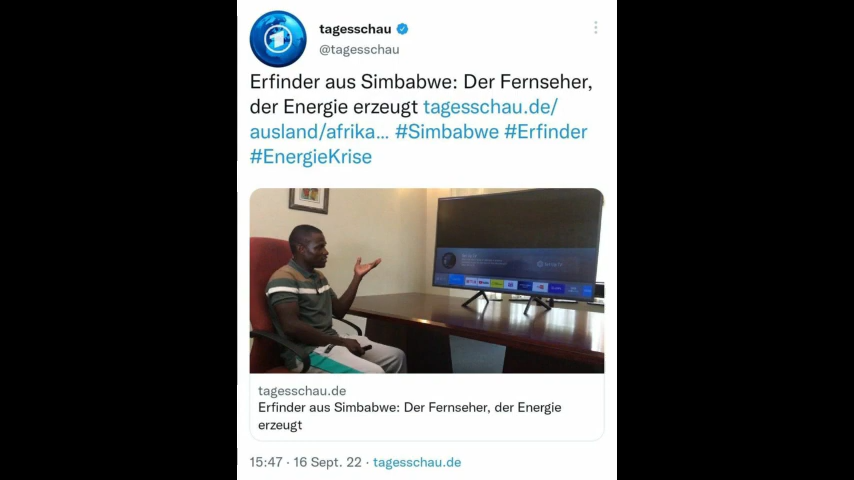 tagesschau
@tagesschau
Erfinder aus Simbabwe: Der Fernseher,
der Energie erzeugt tagesschau.de/
ausland/afrika... #Simbabwe #Erfinder
#EnergieKrise
tagesschau.de
Erfinder aus Simbabwe: Der Fernseher, der Energie
erzeugt
15:47 · 16 Sept. 22 · tagesschau.de